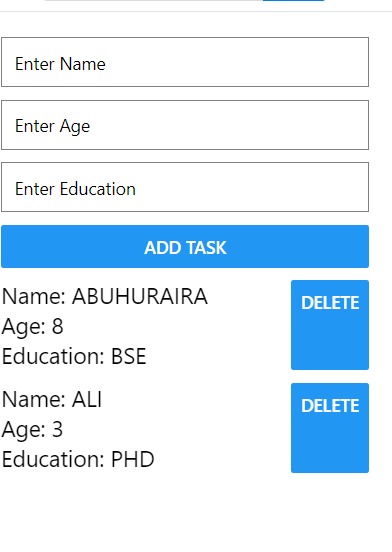 Enter Name
Enter Age
Enter Education
ADD TASK
Name: ABUHURAIRA
DELETE
Age: 8
Education: BSE
Name: ALI
DELETE
Age: 3
Education: PHD